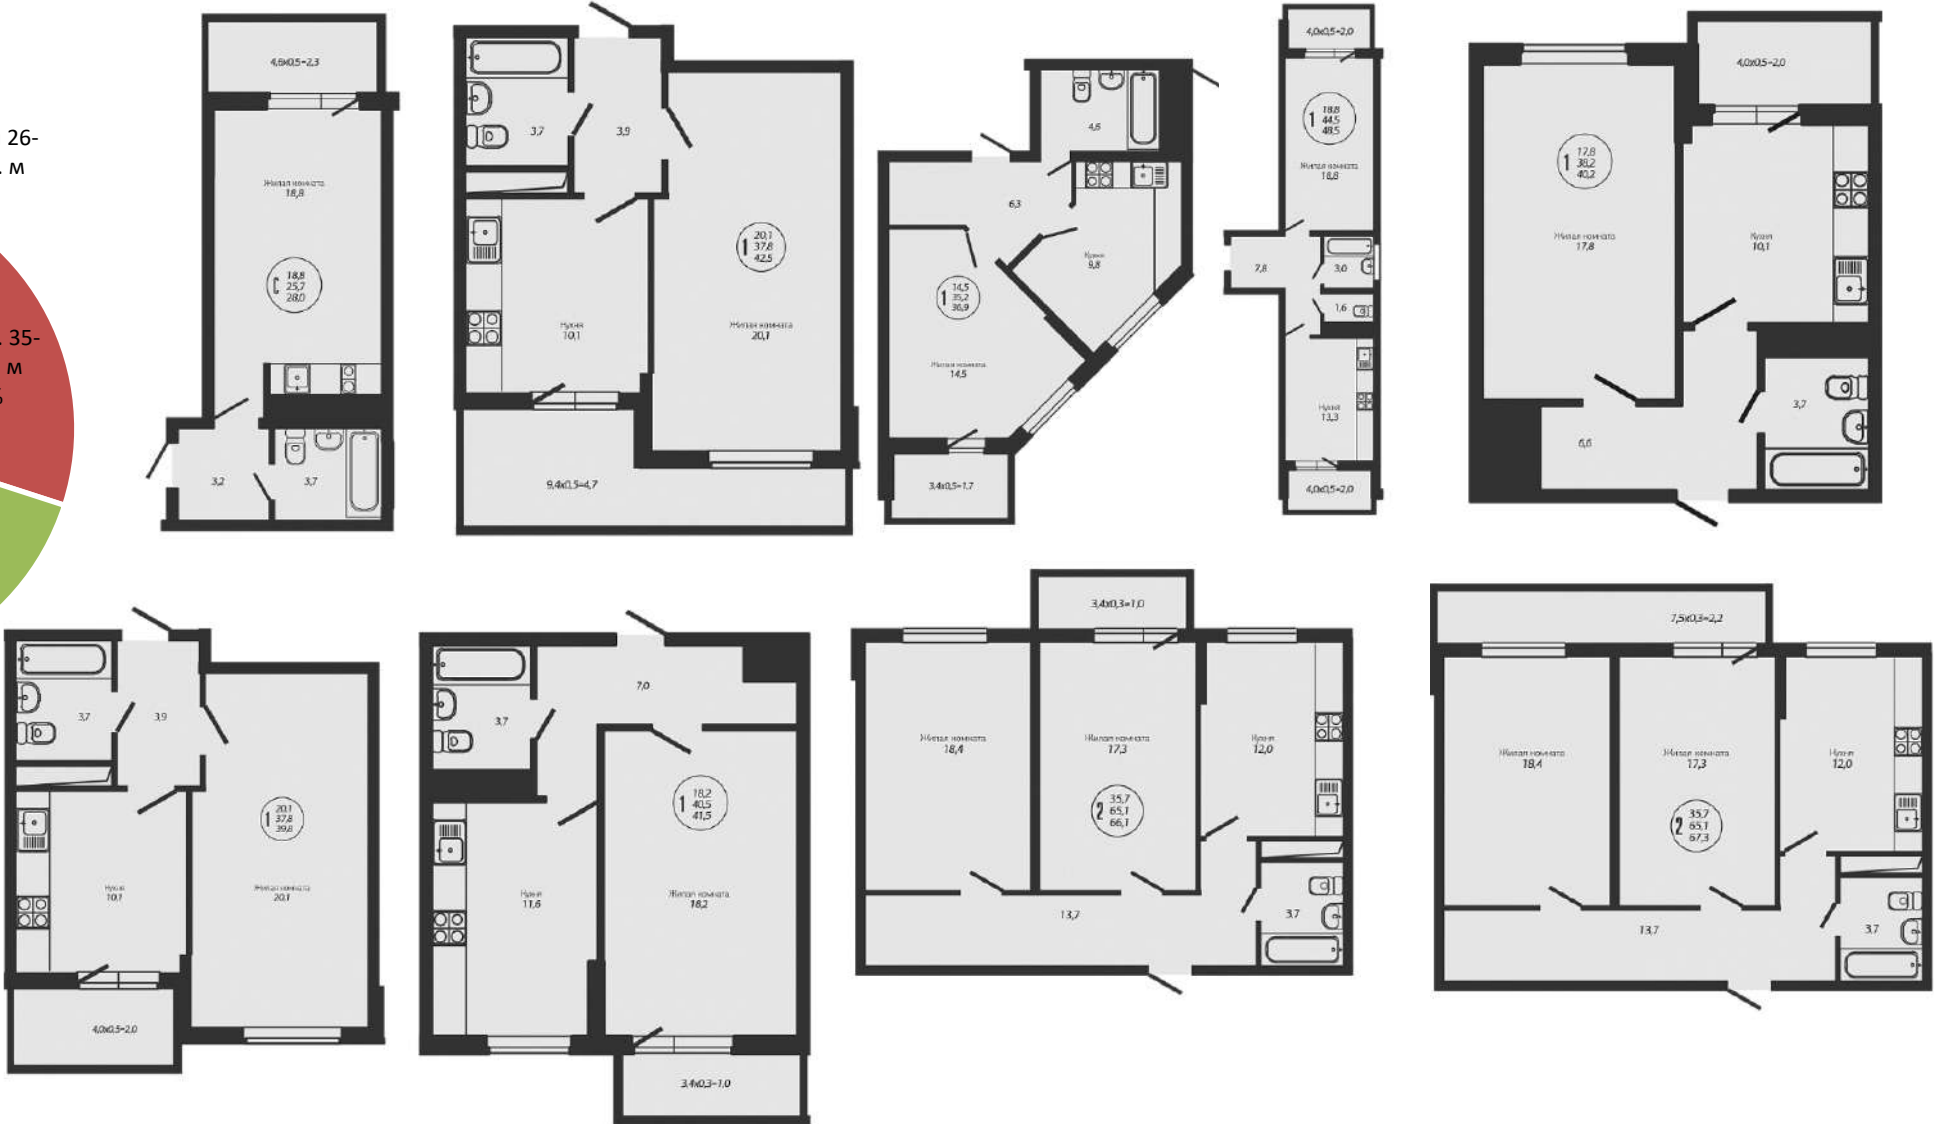 26-
. м
. 35-
м
4,6х0,5=2,3
Жилая комната
18,8
С
18,8
25,7
28,0
3,2
3,7
3,7
3,9
1
20,1
37,8
42,5
Кухня
10,1
Жилая комната
20,1
9,4х0,5=4,7
4,6
6,3
Кухня
9,8
1
14,5
35,2
36,9
Жилая комната
14,5
3,4х0,5=1,7
4,0х0,5=2,0
1
18,8
44,5
48,5
Жилая комната
18,8
7,8
3,0
1,6
Кухня
13,3
4,0х0,5=2,0
4,0х0,5=2,0
1
17,8
38,2
40,2
Жилая комната
17,8
Кухня
10,1
3,7
6,6
3,7
3,9
1
20,1
37,8
39,8
Кухня
10,1
Жилая комната
20,1
4,0х0,5=2,0
7,0
3,7
1
18,2
40,5
41,5
Кухня
11,6
Жилая комната
18,2
3,4х0,3=1,0
3,4х0,3=1,0
Жилая комната
18,4
Жилая комната
17,3
Кухня
12,0
2
35,7
65,1
66,1
13,7
3,7
7,5х0,3=2,2
Жилая комната
18,4
Жилая комната
17,3
Кухня
12,0
2
35,7
65,1
67,3
13,7
3,7